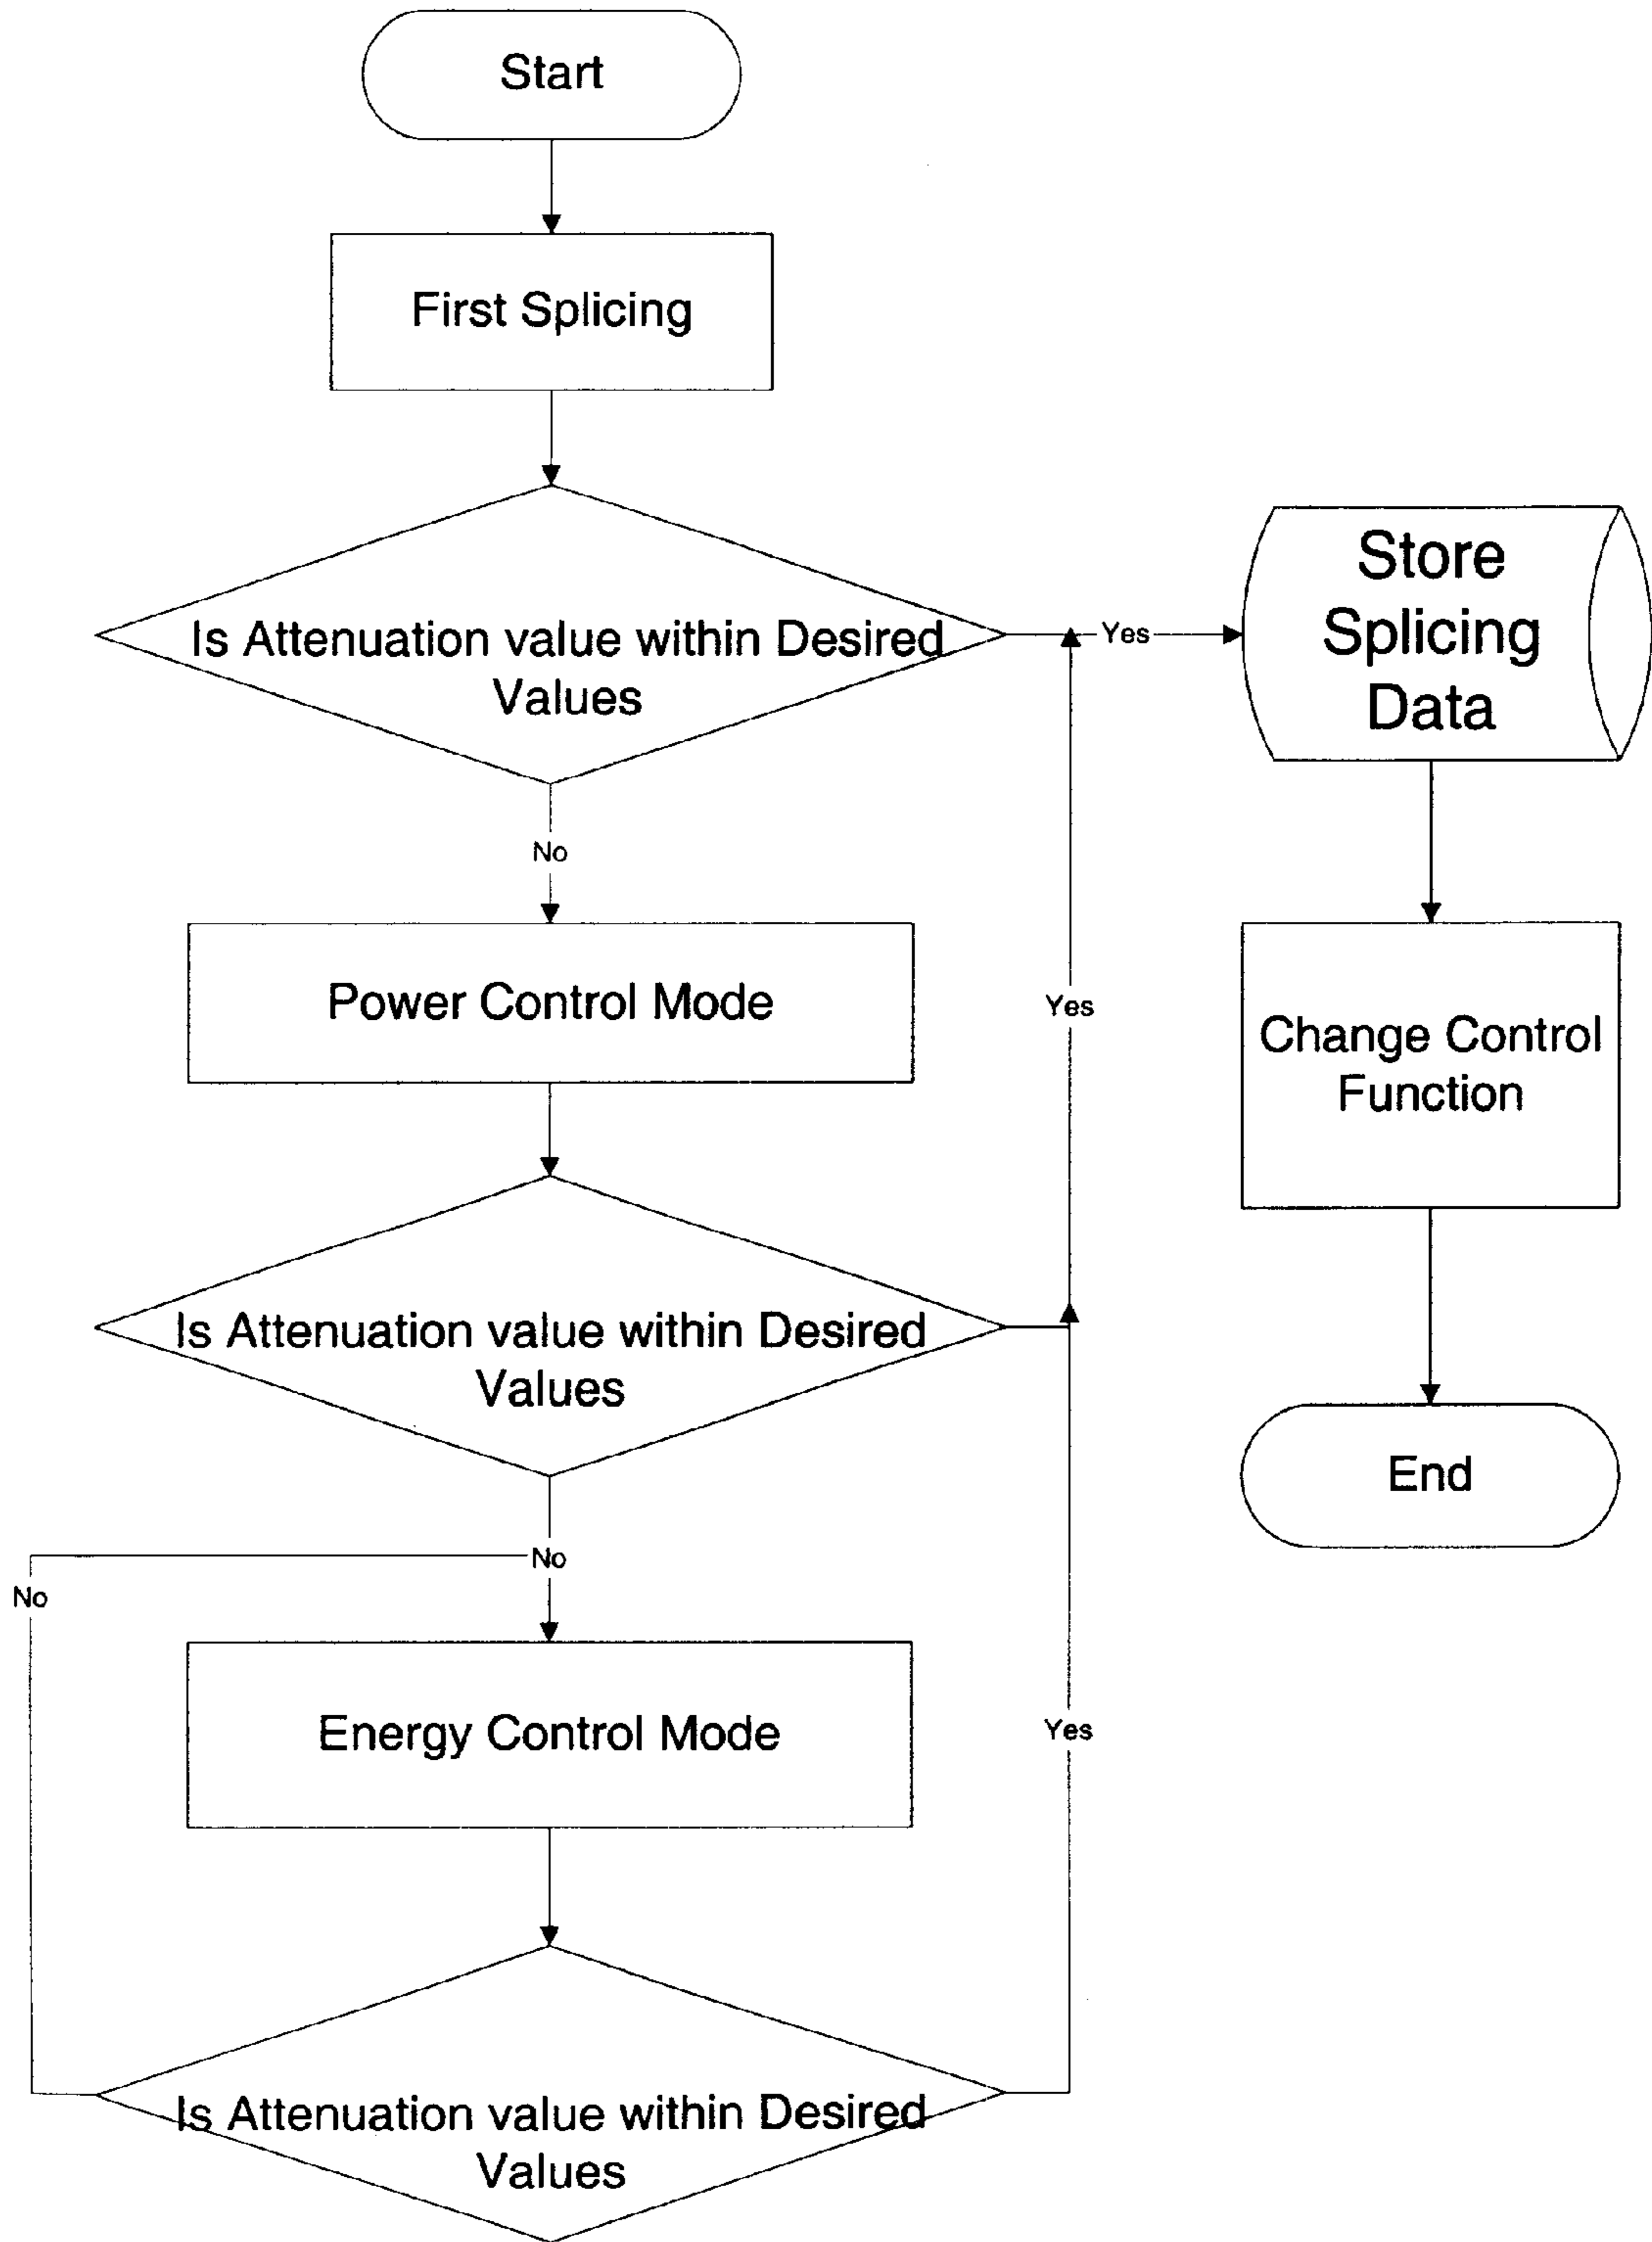 Start
First Splicing
Is Attenuation value within Desired
Values
Yes
Store
Splicing
Data
No
Power Control Mode
Yes
Change Control
Function
Is Attenuation value within Desired
Values
End
No
No
Energy Control Mode
Yes
Is Attenuation value within Desired
Values